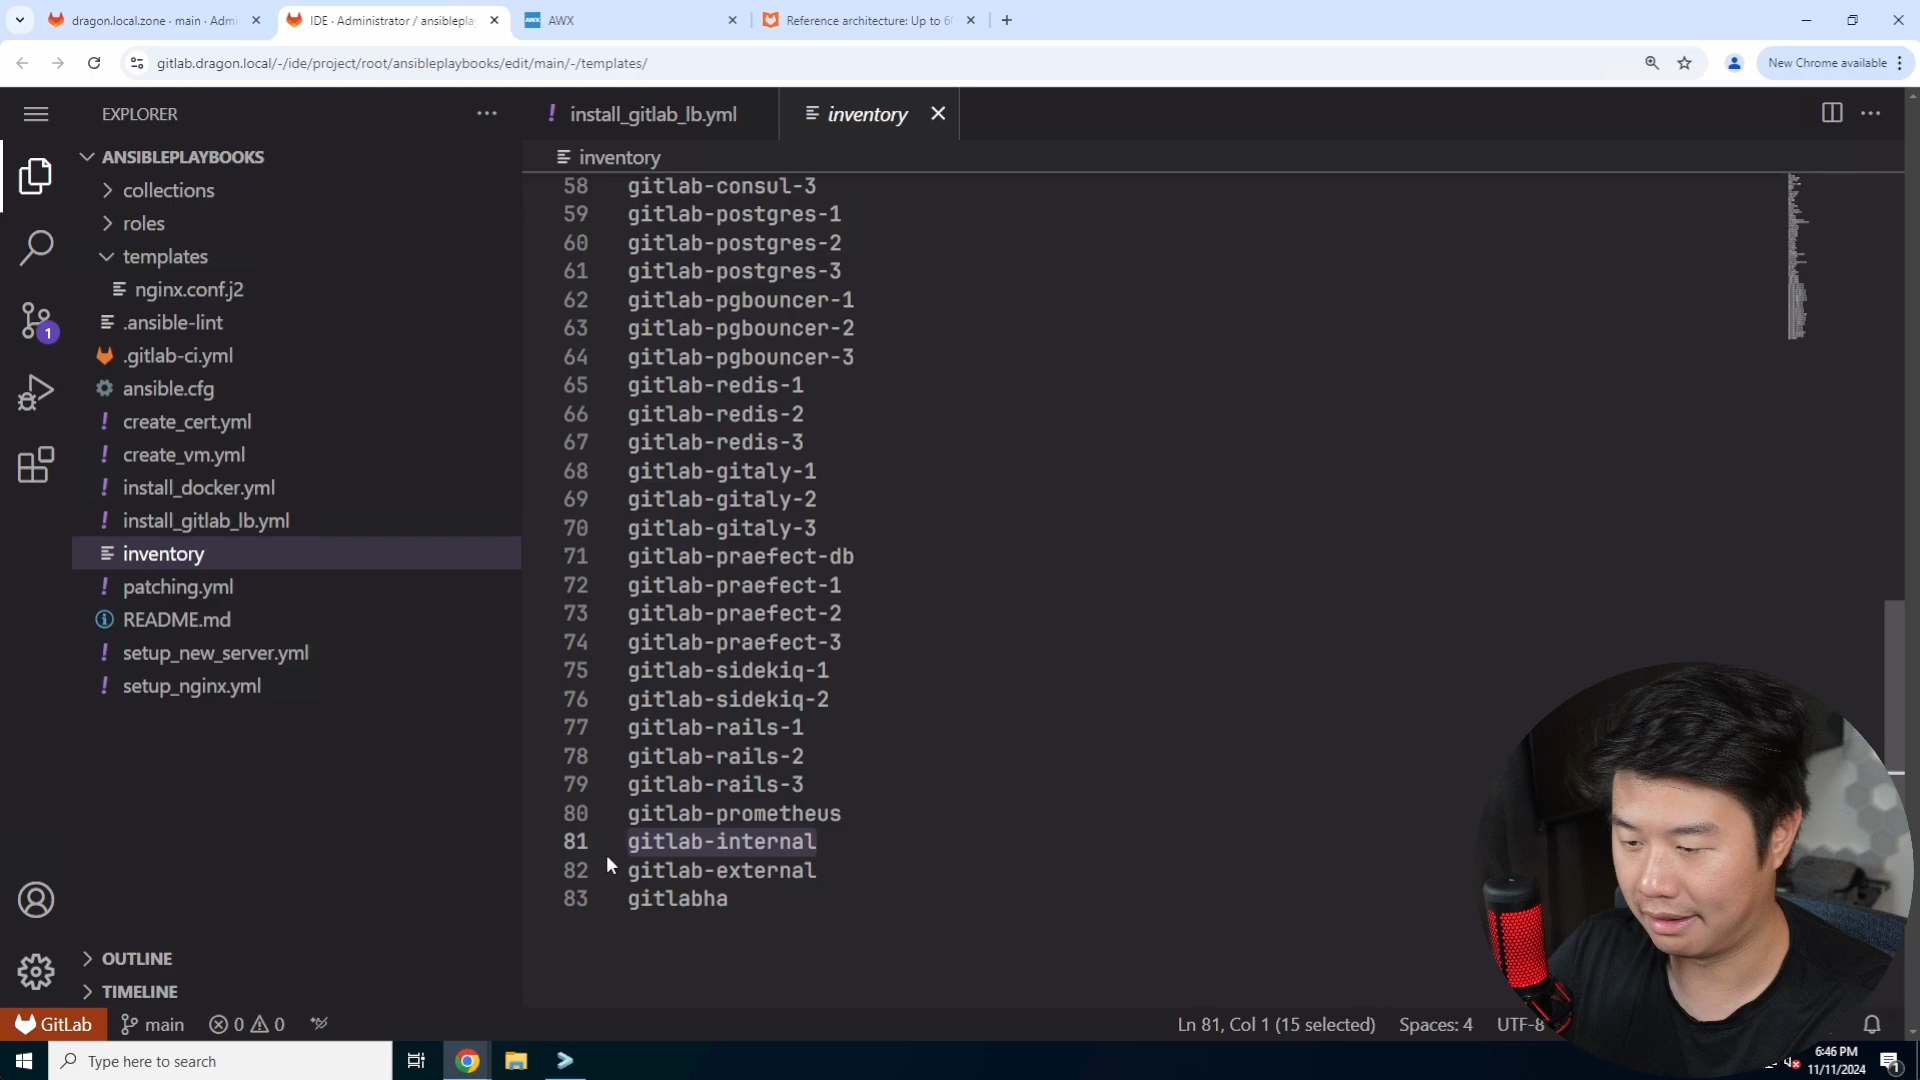 dragon.local.zone · main · Admi
IDE · Administrator / ansiblepla
AWX
AWX
Reference architecture: Up to 60
gitlab.dragon.local/-/ide/project/root/ansibleplaybooks/edit/main/-/templates/
New Chrome available
EXPLORER
ANSIBLEPLAYBOOKS
collections
roles
templates
nginx.conf.j2
.ansible-lint
.gitlab-ci.yml
ansible.cfg
create_cert.yml
create_vm.yml
install_docker.yml
install_gitlab_lb.yml
inventory
patching.yml
README.md
setup_new_server.yml
setup_nginx.yml
OUTLINE
TIMELINE
1
install_gitlab_lb.yml
inventory
inventory
58 gitlab-consul-3
59 gitlab-postgres-1
60 gitlab-postgres-2
61 gitlab-postgres-3
62 gitlab-pgbouncer-1
63 gitlab-pgbouncer-2
64 gitlab-pgbouncer-3
65 gitlab-redis-1
66 gitlab-redis-2
67 gitlab-redis-3
68 gitlab-gitaly-1
69 gitlab-gitaly-2
70 gitlab-gitaly-3
71 gitlab-praefect-db
72 gitlab-praefect-1
73 gitlab-praefect-2
74 gitlab-praefect-3
75 gitlab-sidekiq-1
76 gitlab-sidekiq-2
77 gitlab-rails-1
78 gitlab-rails-2
79 gitlab-rails-3
80 gitlab-prometheus
81 gitlab-internal
82 gitlab-external
83 gitlabha
GitLab
main
0
0
Ln 81, Col 1 (15 selected)
Spaces: 4
UTF-8
Type here to search
6:46 PM
11/11/2024
1